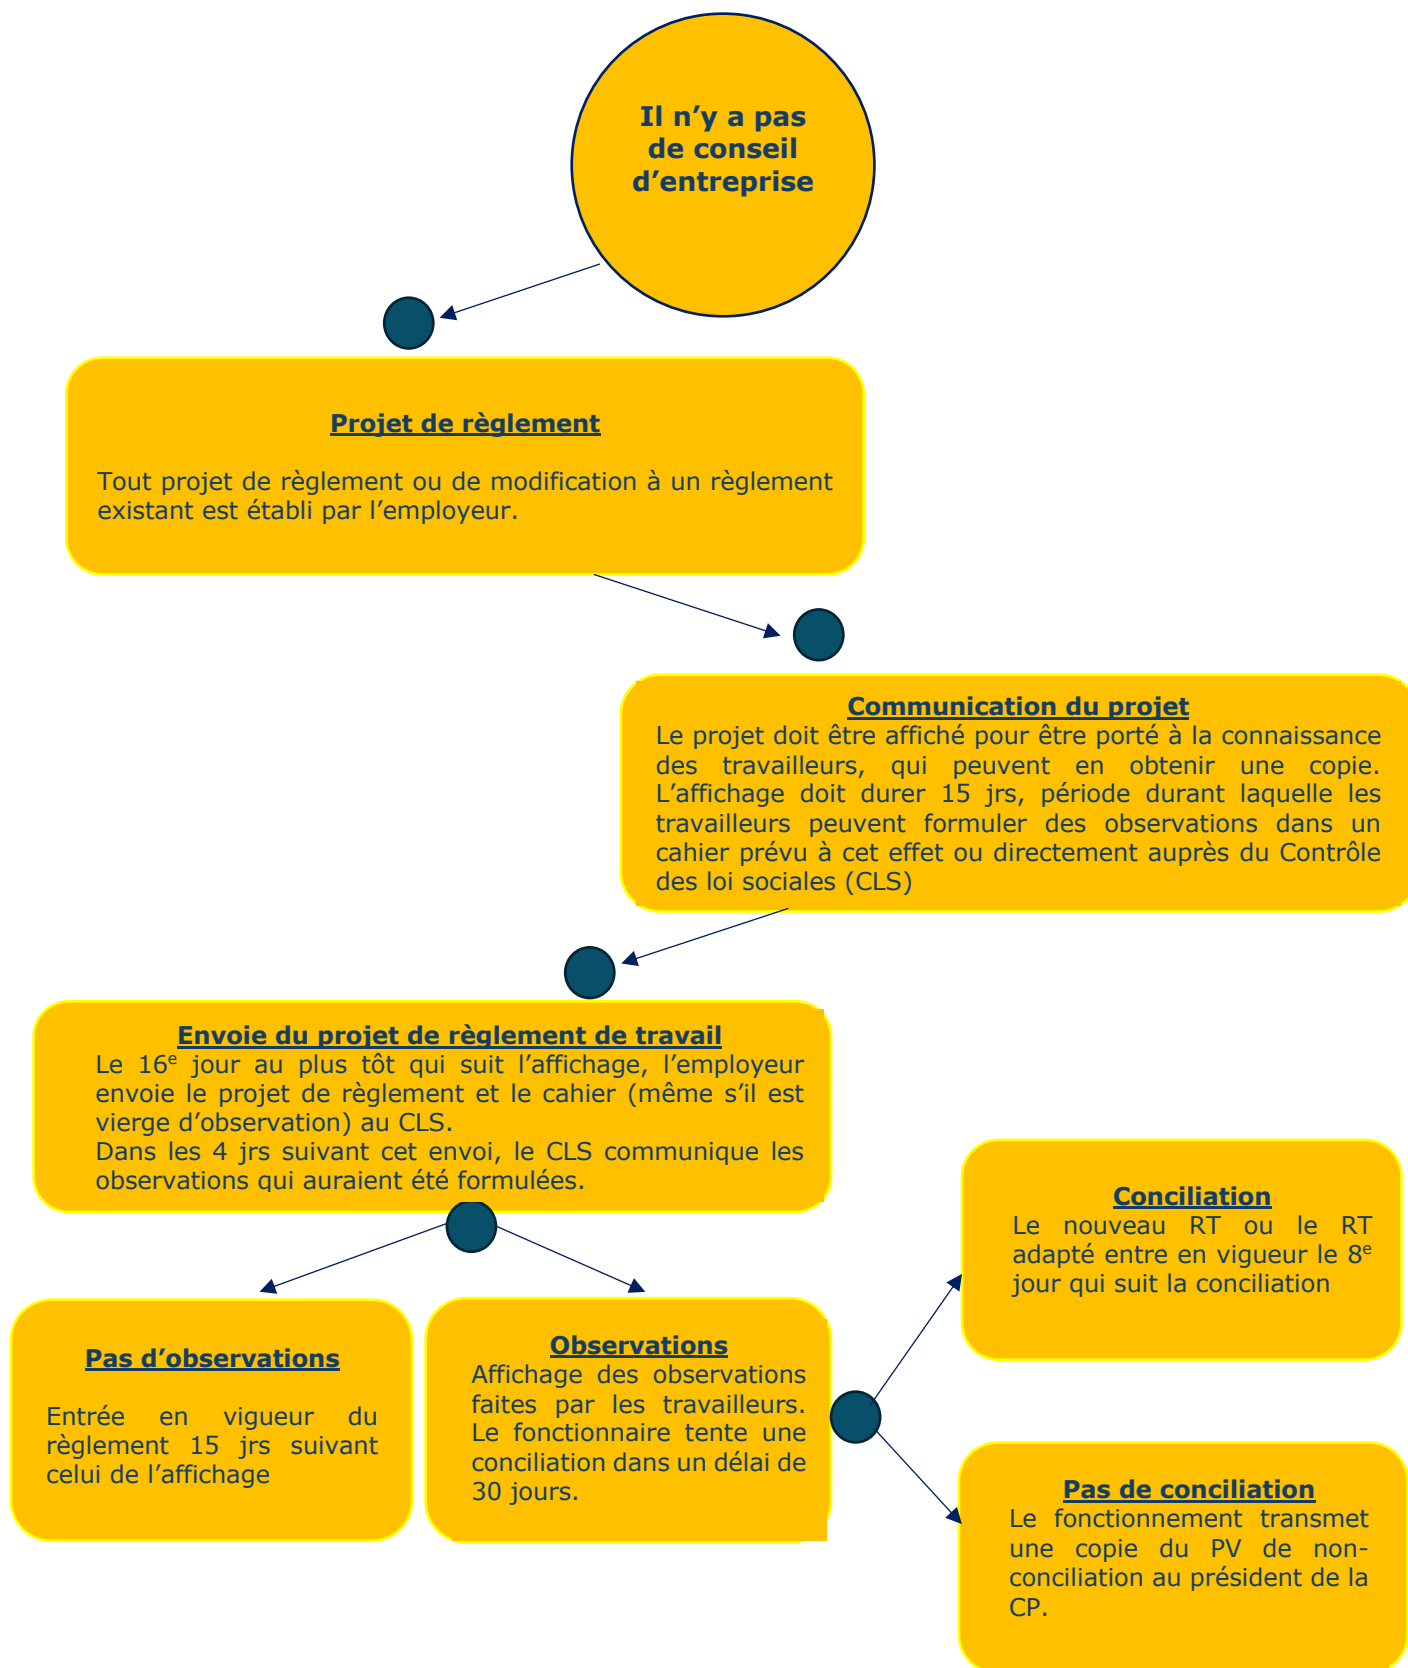 Il n’y a pas
de conseil
d’entreprise
Projet de règlement
Tout projet de règlement ou de modification à un règlement
existant est établi par l’employeur.
Communication du projet
Le projet doit être affiché pour être porté à la connaissance
des travailleurs, qui peuvent en obtenir une copie.
L’affichage doit durer 15 jrs, période durant laquelle les
travailleurs peuvent formuler des observations dans un
cahier prévu à cet effet ou directement auprès du Contrôle
des loi sociales (CLS)
Envoie du projet de règlement de travail
Le 16e jour au plus tôt qui suit l’affichage, l’employeur
envoie le projet de règlement et le cahier (même s’il est
vierge d’observation) au CLS.
Dans les 4 jrs suivant cet envoi, le CLS communique les
observations qui auraient été formulées.
Pas d’observations
Entrée en vigueur du
règlement 15 jrs suivant
celui de l’affichage
Observations
Affichage des observations
faites par les travailleurs.
Le fonctionnaire tente une
conciliation dans un délai de
30 jours.
Conciliation
Le nouveau RT ou le RT
adapté entre en vigueur le 8e
jour qui suit la conciliation
Pas de conciliation
Le fonctionnement transmet
une copie du PV de non-
conciliation au président de la
CP.